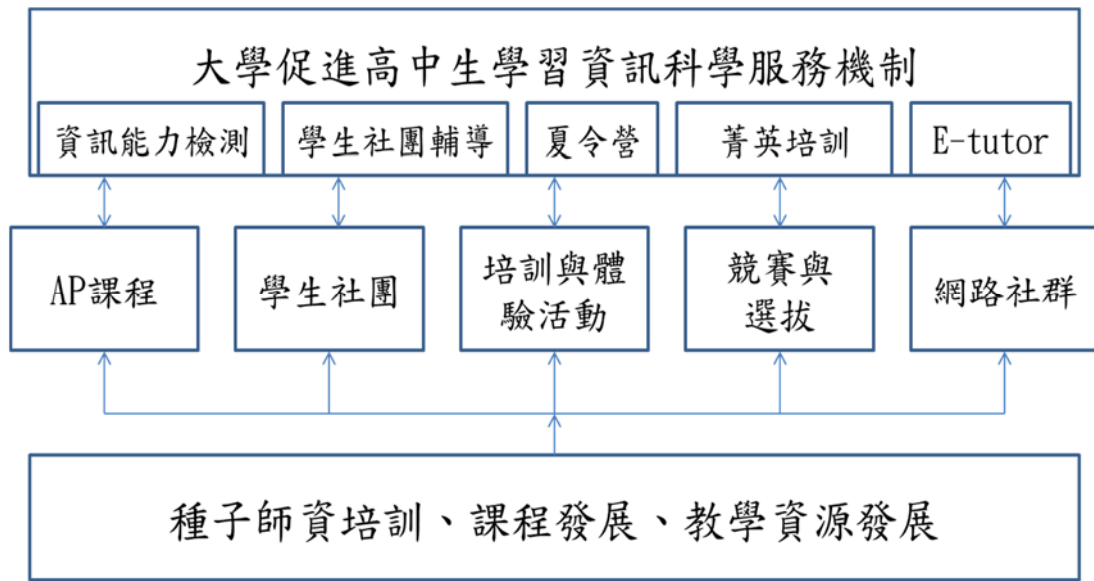 大學促進高中生學習資訊科學服務機制
資訊能力檢測
學生社團輔導
夏令營
菁英培訓
E-tutor
AP課程
學生社團
培訓與體
驗活動
競賽與
選拔
網路社群
種子師資培訓、課程發展、教學資源發展